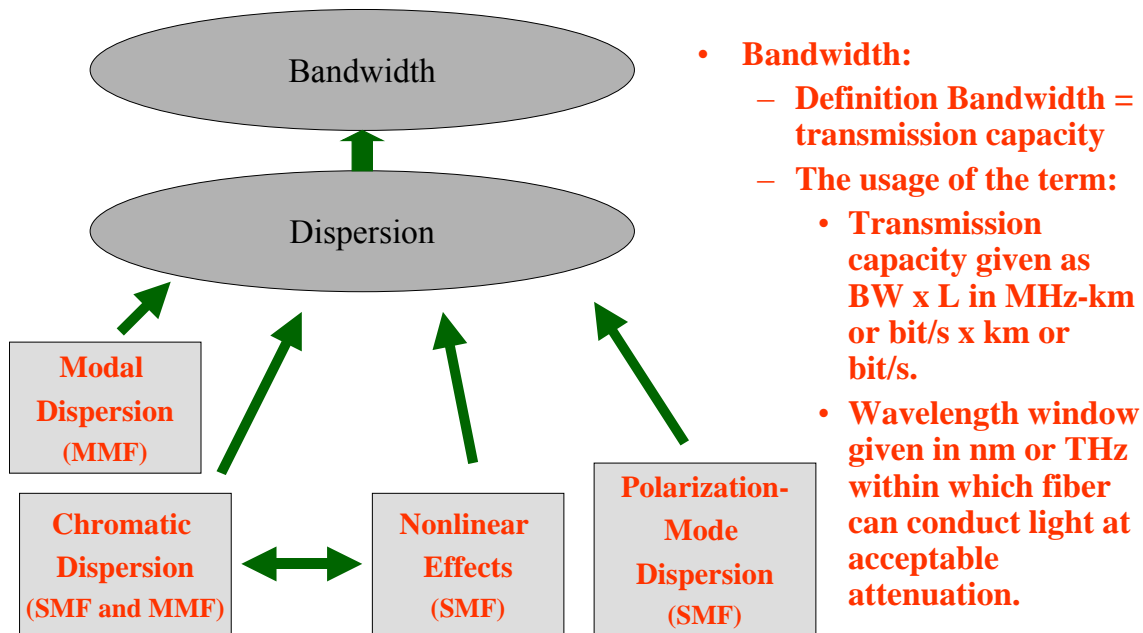 Bandwidth
Dispersion
Modal
Dispersion
(MMF)
Chromatic
Dispersion
(SMF and MMF)
Nonlinear
Effects
(SMF)
Polarization-
Mode
Dispersion
(SMF)
• Bandwidth:
– Definition Bandwidth =
transmission capacity
– The usage of the term:
• Transmission
capacity given as
BW x L in MHz-km
or bit/s x km or
bit/s.
• Wavelength window
given in nm or THz
within which fiber
can conduct light at
acceptable
attenuation.